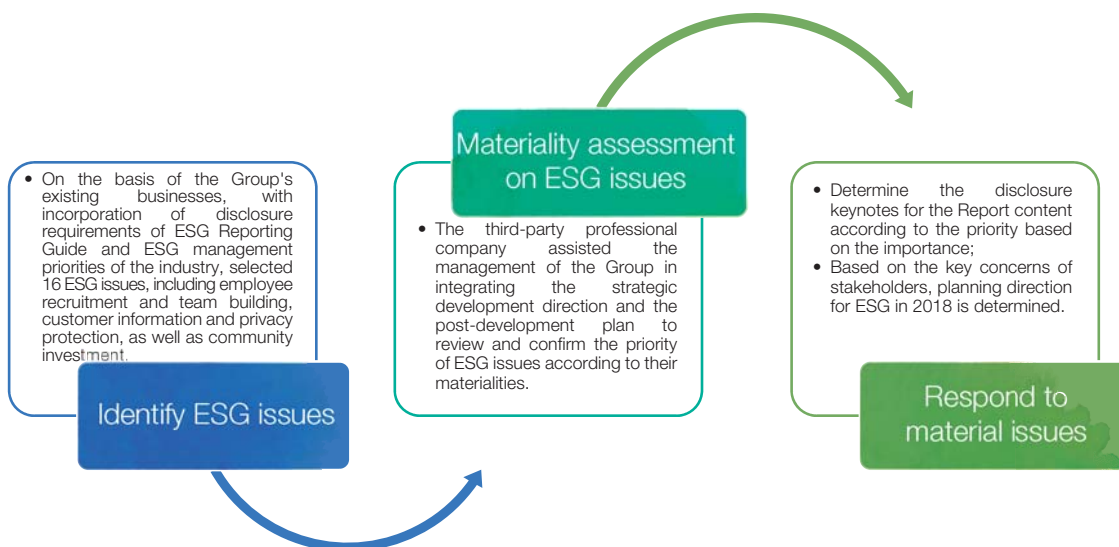 • On the basis of the Group's
existing businesses, with
incorporation of disclosure
requirements of ESG Reporting
Guide and ESG management
priorities of the industry, selected
16 ESG issues, including employee
recruitment and team building,
customer information and privacy
protection, as well as community
investment.
Identify ESG issues
Materiality assessment
on ESG issues
• The third-party professional
company assisted the
management of the Group in
integrating the strategic
development direction and the
post-development plan to
review and confirm the priority
of ESG issues according to their
materialities.
• Determine the disclosure
keynotes for the Report content
according to the priority based
on the importance;
• Based on the key concerns of
stakeholders, planning direction
for ESG in 2018 is determined.
Respond to
material issues